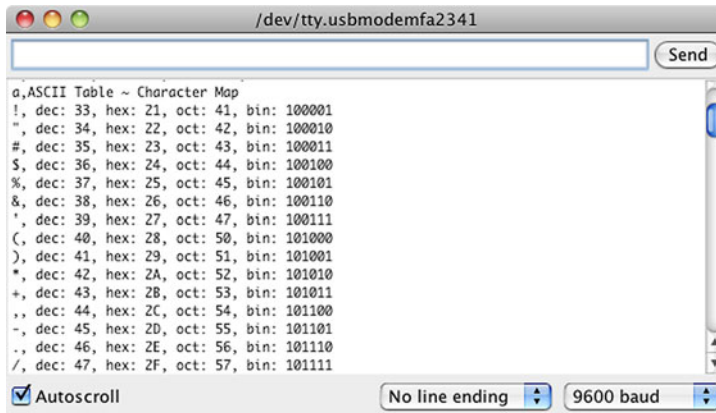 /dev/tty.usbmodemfa2341
Send
a,ASCII Table ~ Character Map
!, dec: 33, hex: 21, oct: 41, bin: 100001
", dec: 34, hex: 22, oct: 42, bin: 100010
#, dec: 35, hex: 23, oct: 43, bin: 100011
$, dec: 36, hex: 24, oct: 44, bin: 100100
%, dec: 37, hex: 25, oct: 45, bin: 100101
&, dec: 38, hex: 26, oct: 46, bin: 100110
', dec: 39, hex: 27, oct: 47, bin: 100111
(, dec: 40, hex: 28, oct: 50, bin: 101000
), dec: 41, hex: 29, oct: 51, bin: 101001
*, dec: 42, hex: 2A, oct: 52, bin: 101010
+, dec: 43, hex: 2B, oct: 53, bin: 101011
,, dec: 44, hex: 2C, oct: 54, bin: 101100
-, dec: 45, hex: 2D, oct: 55, bin: 101101
., dec: 46, hex: 2E, oct: 56, bin: 101110
/, dec: 47, hex: 2F, oct: 57, bin: 101111
Autoscroll No line ending 9600 baud